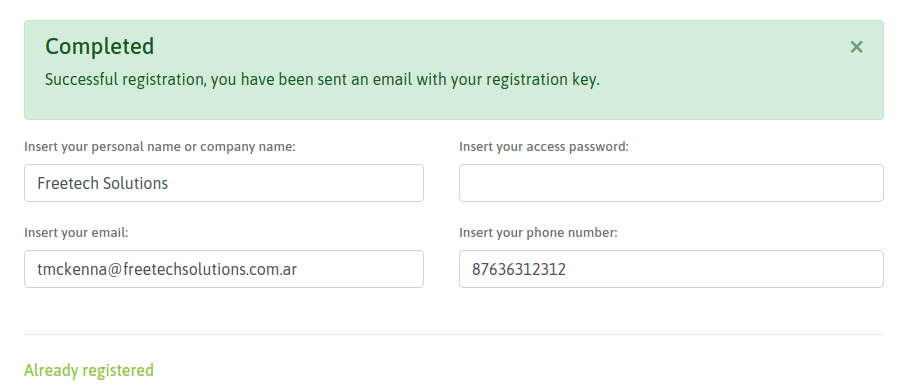 Completed
×
Successful registration, you have been sent an email with your registration key.
Insert your personal name or company name:
Insert your access password:
Freetech Solutions
Insert your email:
Insert your phone number:
tmckenna@freetechsolutions.com.ar
87636312312
Already registered